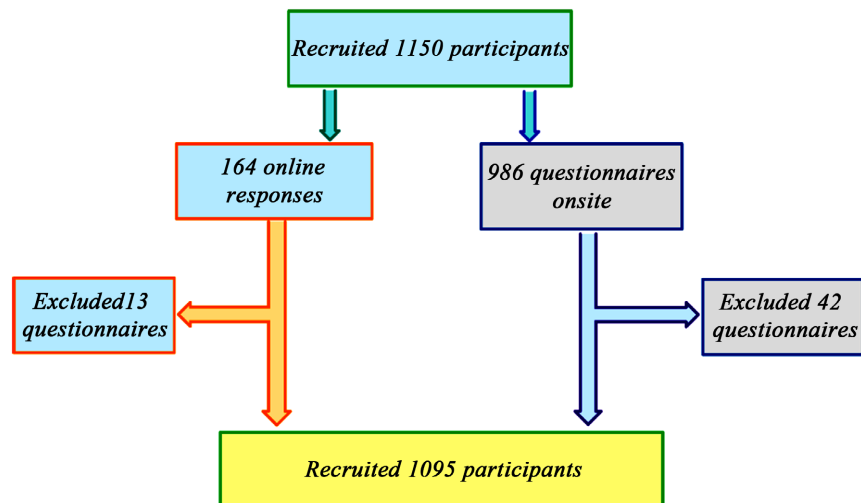 Recruited 1150 participants
164 online
responses
986 questionnaires
onsite
Excluded13
questionnaires
Excluded 42
questionnaires
Recruited 1095 participants